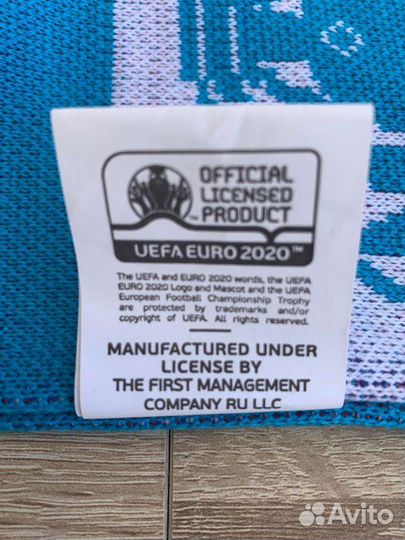 OFFICIAL
LICENSED
PRODUCT
UEFA EURO 2020™
The UEFA and EURO 2020 words, the UEFA
EURO 2020 Logo and Mascot and the UEFA
European Football Championship Trophy
are protected by trademarks and/or
copyright of UEFA. All rights reserved.
MANUFACTURED UNDER
LICENSE BY
THE FIRST MANAGEMENT
COMPANY RU LLC
Avito